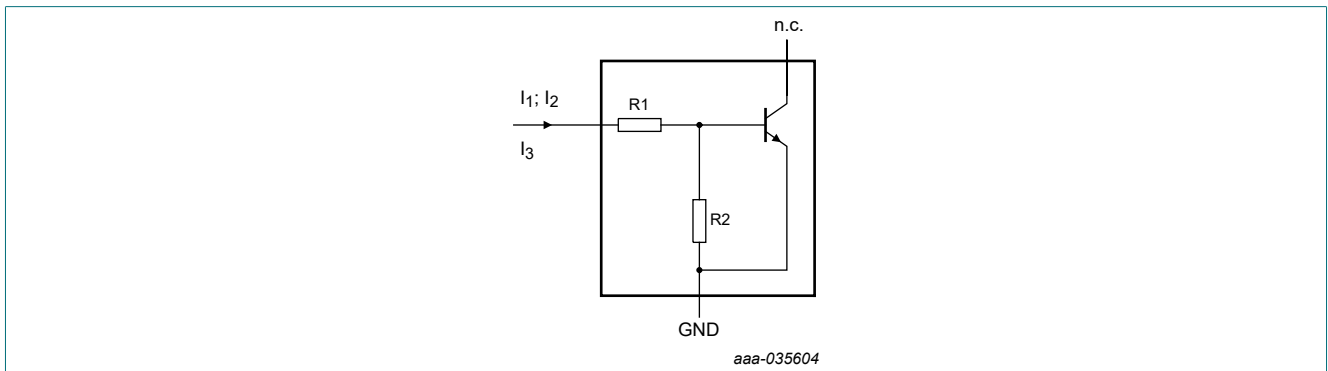 n.c.
I1; I2
R1
I3
R2
GND
aaa-035604